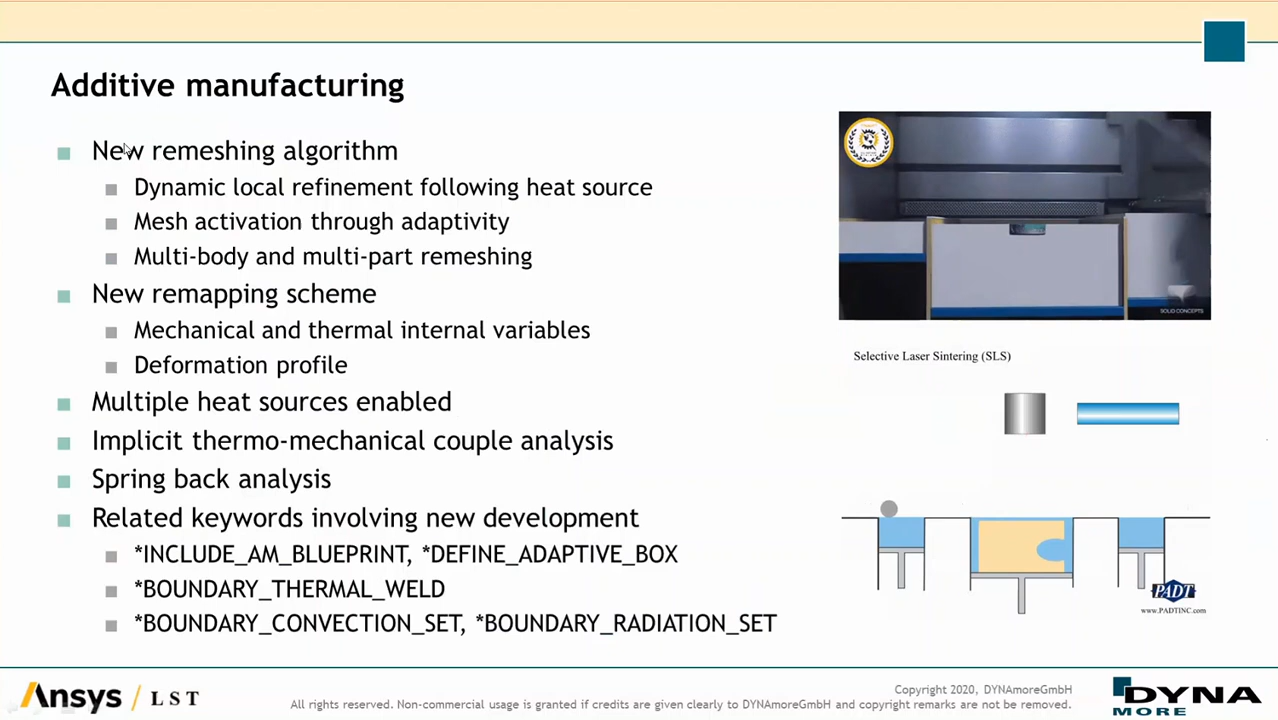 Additive manufacturing
New remeshing algorithm
Dynamic local refinement following heat source
Mesh activation through adaptivity
Multi-body and multi-part remeshing
New remapping scheme
Mechanical and thermal internal variables
Deformation profile
Multiple heat sources enabled
Implicit thermo-mechanical couple analysis
Spring back analysis
Related keywords involving new development
*INCLUDE_AM_BLUEPRINT, *DEFINE_ADAPTIVE_BOX
*BOUNDARY_THERMAL_WELD
*BOUNDARY_CONVECTION_SET, *BOUNDARY_RADIATION_SET
SOLID CONCEPTS
Selective Laser Sintering (SLS)
PADT
www.PADTINC.com
Ansys / LST
Copyright 2020, DYNAmoreGmbH
All rights reserved. Non-commercial usage is granted if credits are given clearly to DYNAmoreGmbH and copyright remarks are not be removed.
DYNA
MORE